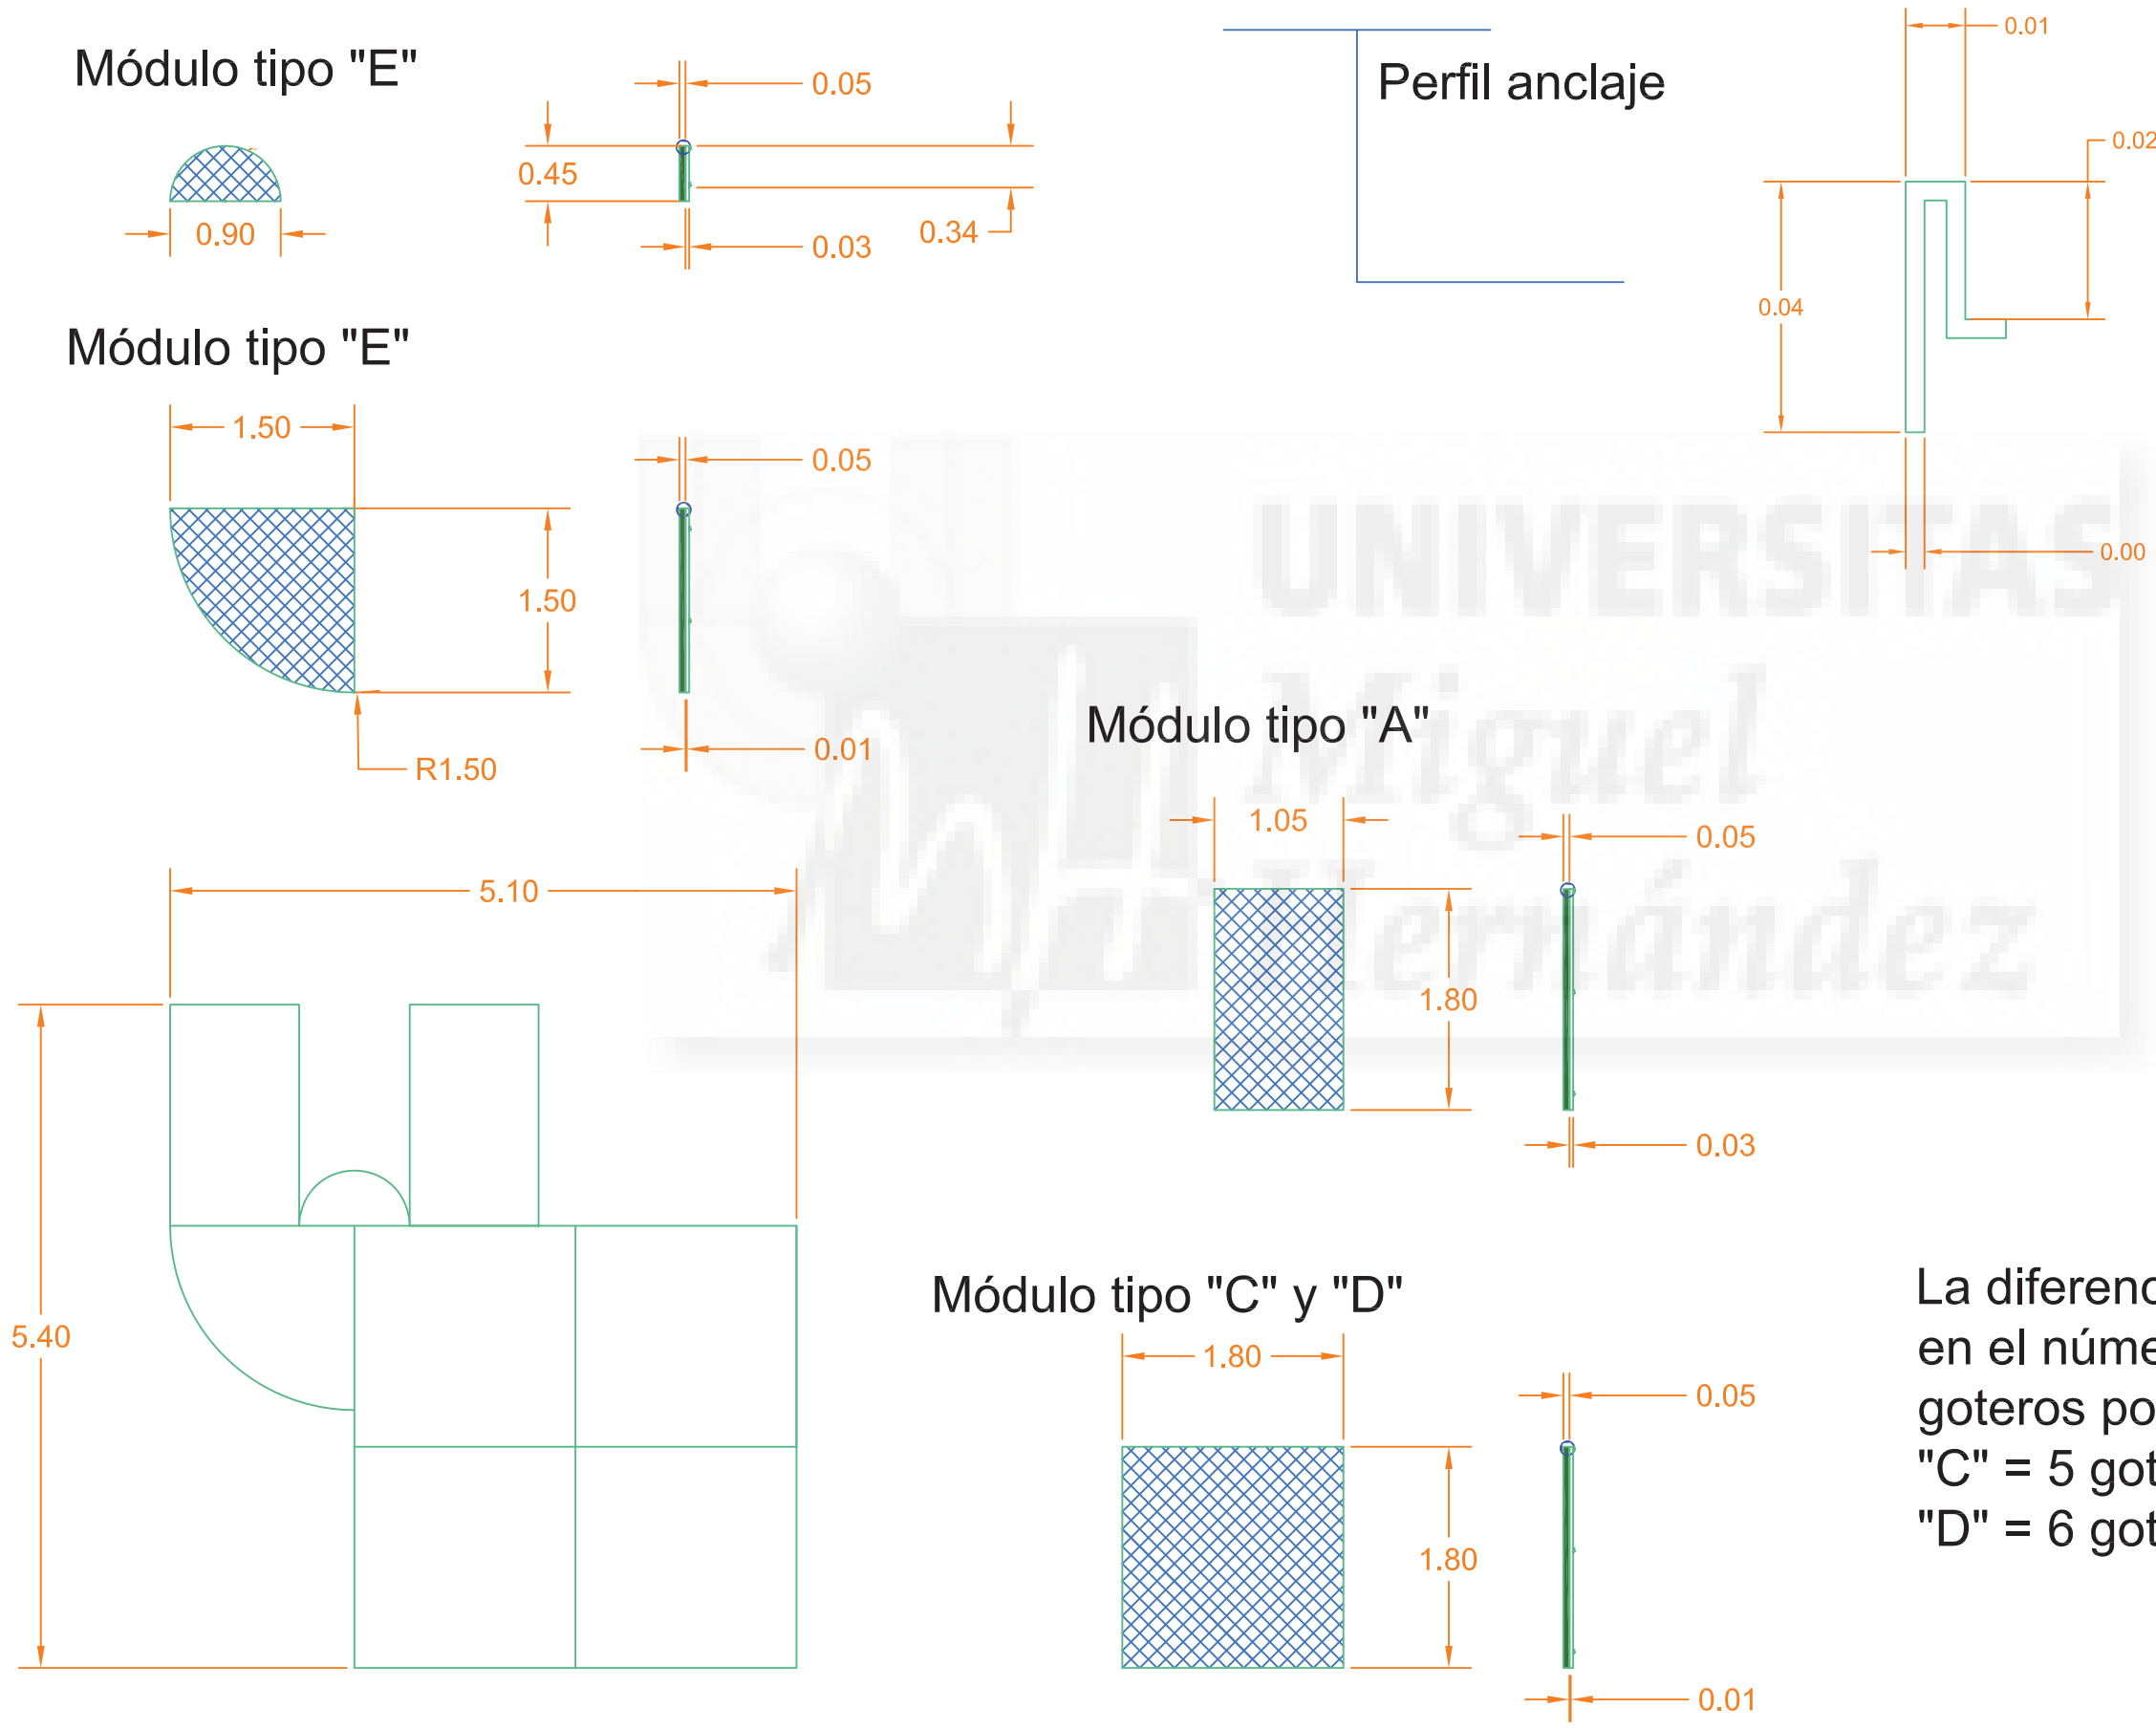 Módulo tipo "E"
0.05
0.45
0.90
0.34
0.03
Perfil anclaje
0.01
0.02
0.04
0.00
Módulo tipo "E"
1.50
0.05
1.50
R1.50
0.01
UNIVERSITAS
Miguel
Hernández
Módulo tipo "A"
1.05
0.05
1.80
0.03
5.10
5.40
Módulo tipo "C" y "D"
1.80
0.05
1.80
0.01
La diferenc
en el núme
goteros po
"C" = 5 got
"D" = 6 got